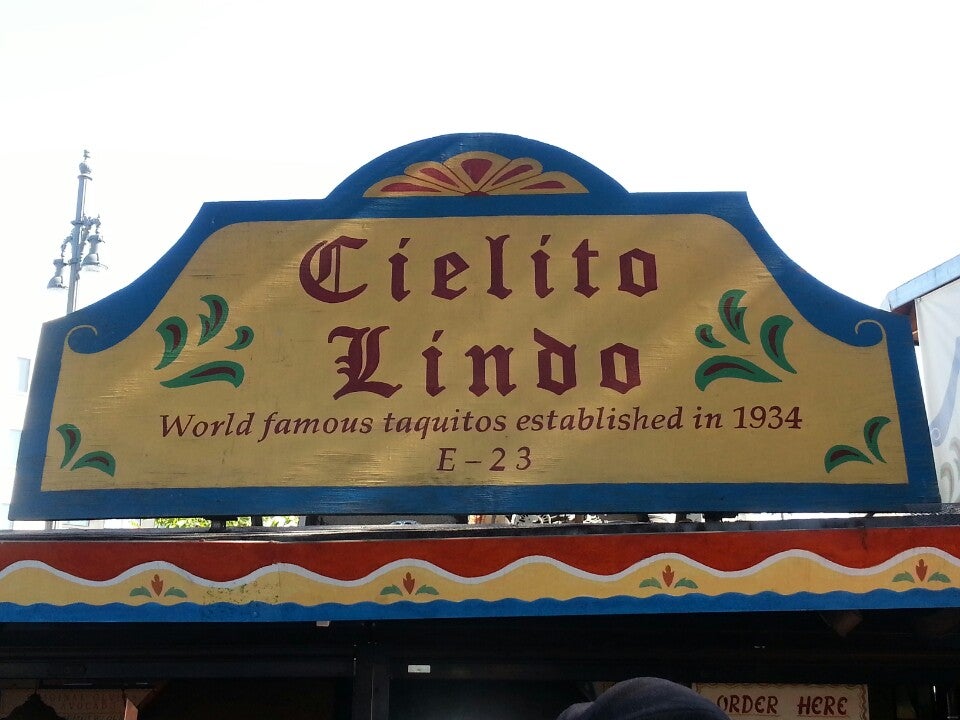 Cielito
Lindo
World famous taquitos established in 1934
E – 23
ORDER HERE